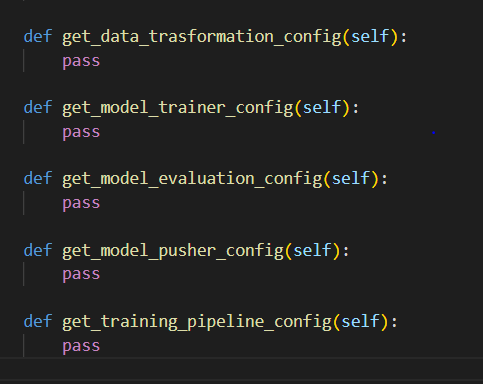 def get_data_trasformation_config(self):
pass
def get_model_trainer_config(self):
pass
def get_model_evaluation_config(self):
pass
def get_model_pusher_config(self):
pass
def get_training_pipeline_config(self):
pass